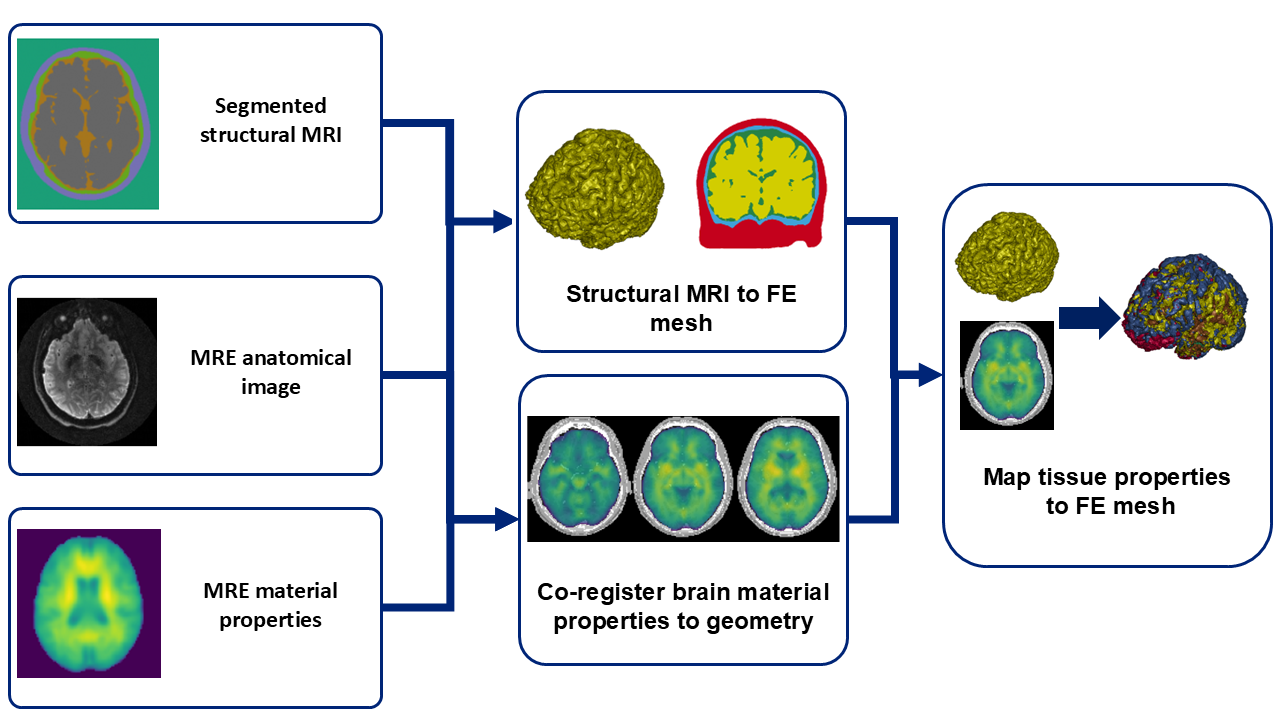 Segmented
structural MRI
MRE anatomical
image
MRE material
properties
Structural MRI to FE
mesh
Co-register brain material
properties to geometry
Map tissue properties
to FE mesh